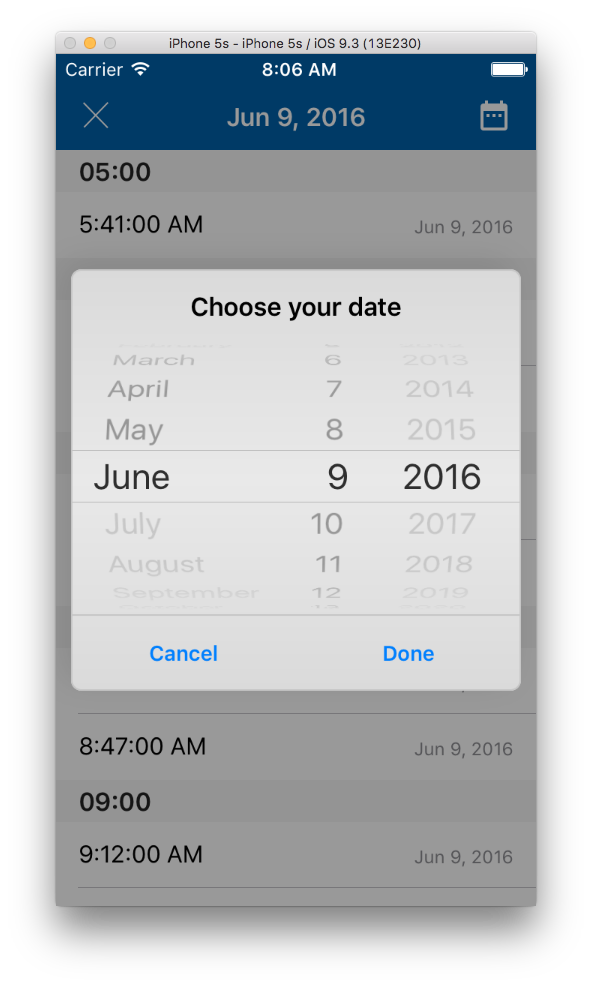 iPhone 5s - iPhone 5s / iOS 9.3 (13E230)
Carrier 8:06 AM
Jun 9, 2016
05:00
5:41:00 AM Jun 9, 2016
Choose your date
March 6 2013
April 7 2014
May 8 2015
June 9 2016
July 10 2017
August 11 2018
September 12 2019
Cancel Done
8:47:00 AM Jun 9, 2016
09:00
9:12:00 AM Jun 9, 2016